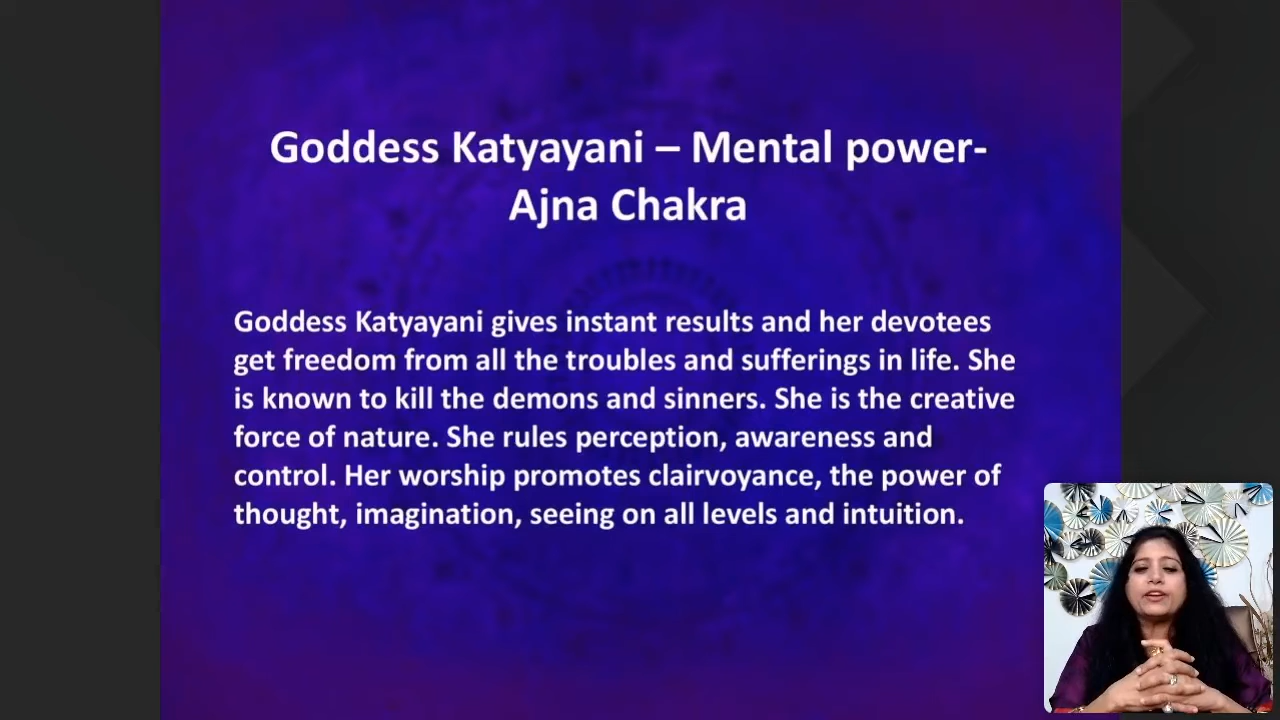 Goddess Katyayani – Mental power-
Ajna Chakra
Goddess Katyayani gives instant results and her devotees
get freedom from all the troubles and sufferings in life. She
is known to kill the demons and sinners. She is the creative
force of nature. She rules perception, awareness and
control. Her worship promotes clairvoyance, the power of
thought, imagination, seeing on all levels and intuition.